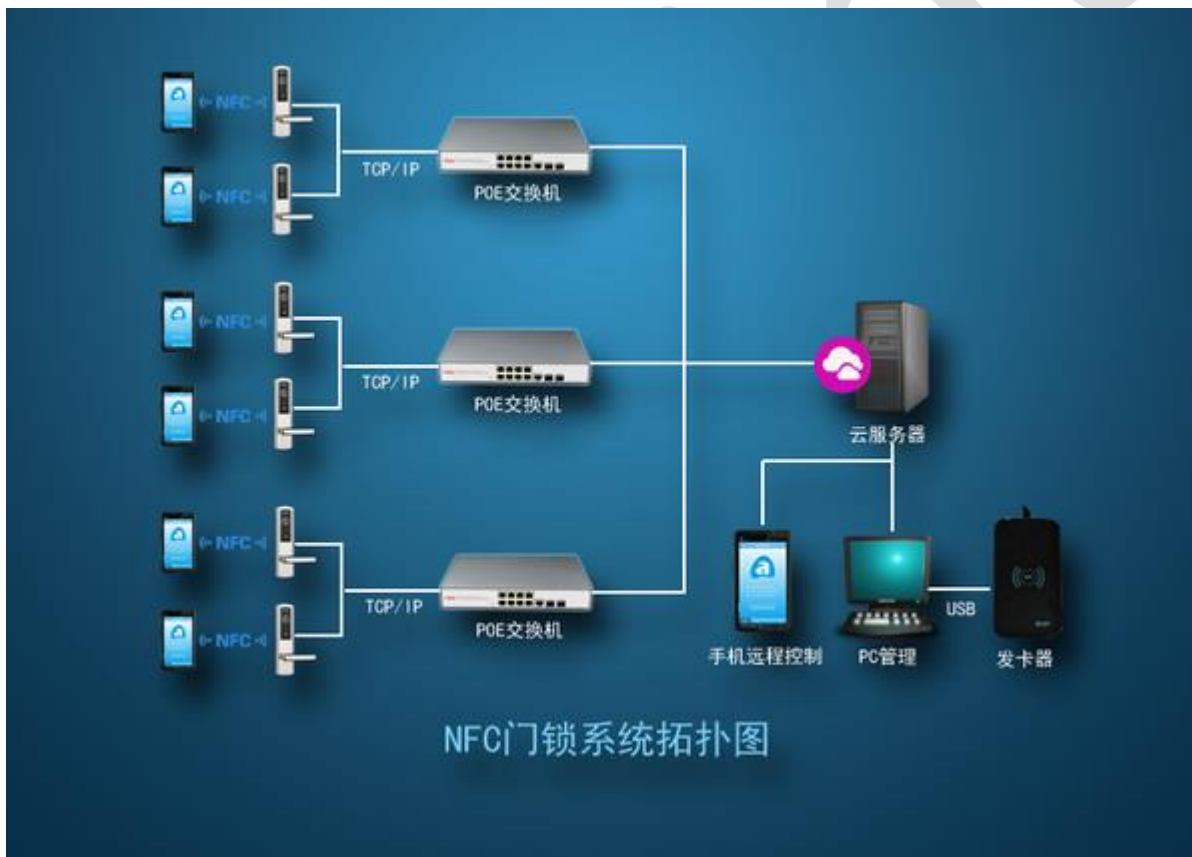 NFC
TCP/IP
POE交换机
NFC
NFC
TCP/IP
POE交换机
NFC
云服务器
NFC
TCP/IP
POE交换机
NFC
USB
手机远程控制
PC管理
发卡器
NFC门锁系统拓扑图